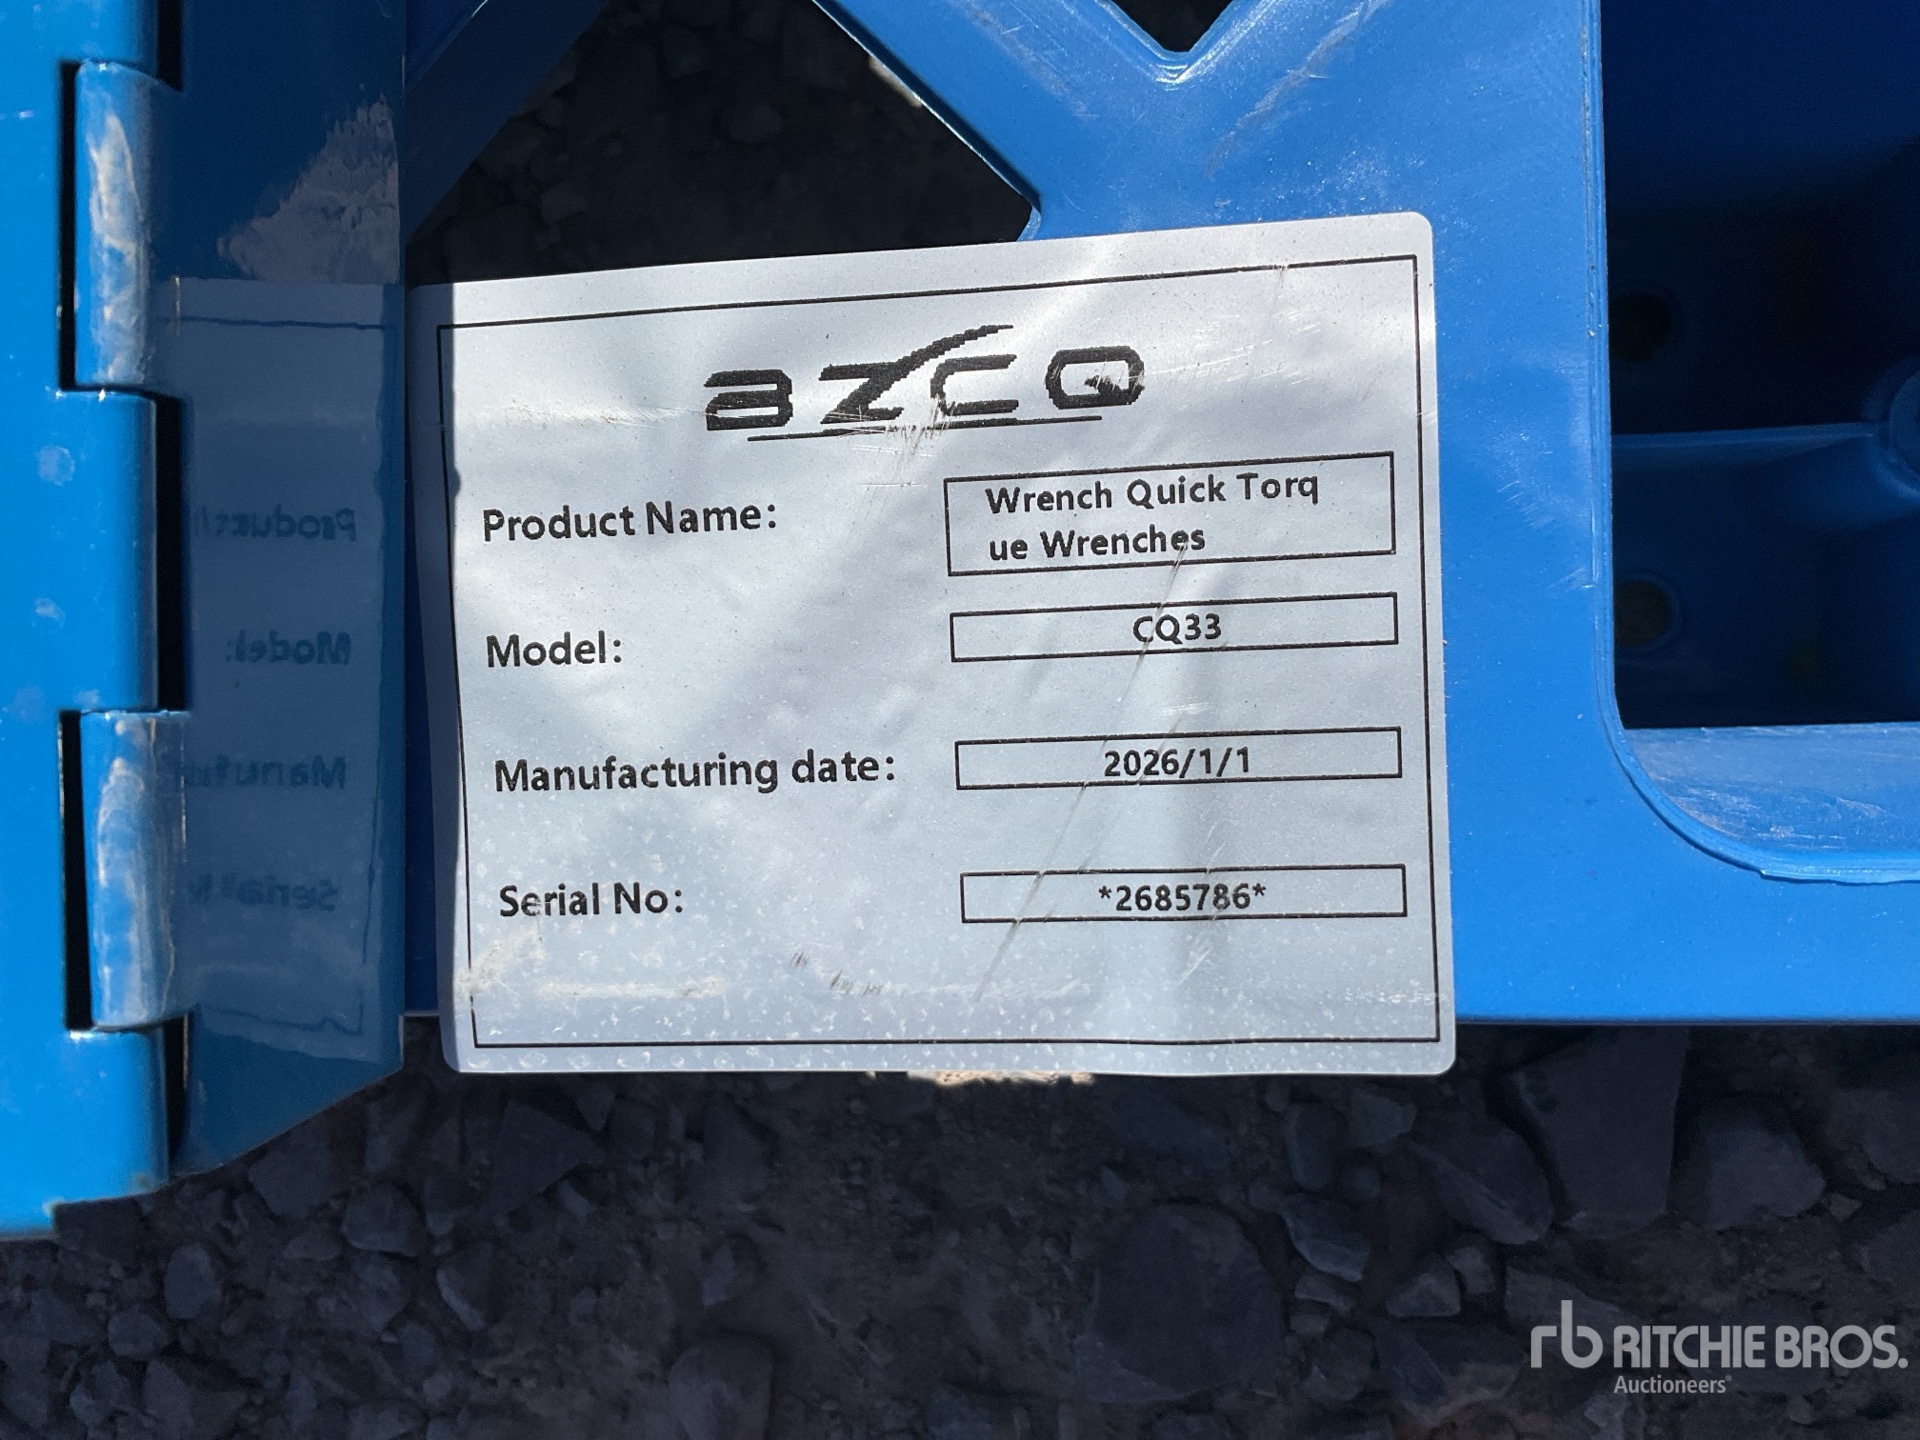 azcQ
Product Name:
Wrench Quick Torq
ue Wrenches
Model:
CQ33
Manufacturing date:
2026/1/1
Serial No:
*2685786*
rb RITCHIE BROS.
Auctioneers